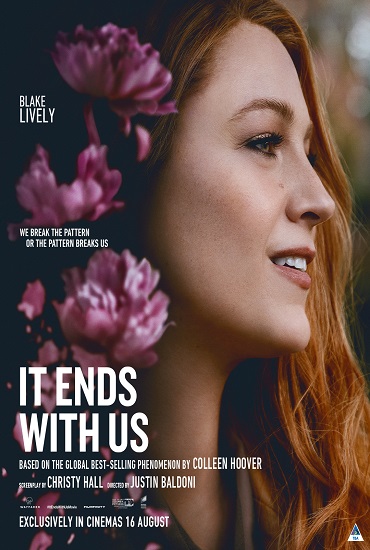 BLAKE
LIVELY
WE BREAK THE PATTERN
OR THE PATTERN BREAKS US
IT ENDS
WITH US
BASED ON THE GLOBAL BEST-SELLING PHENOMENON BY COLLEEN HOOVER
SCREENPLAY BY CHRISTY HALL DIRECTED BY JUSTIN BALDONI
WAYFARER #ItEndsWithUsMovie
EXCLUSIVELY IN CINEMAS 16 AUGUST